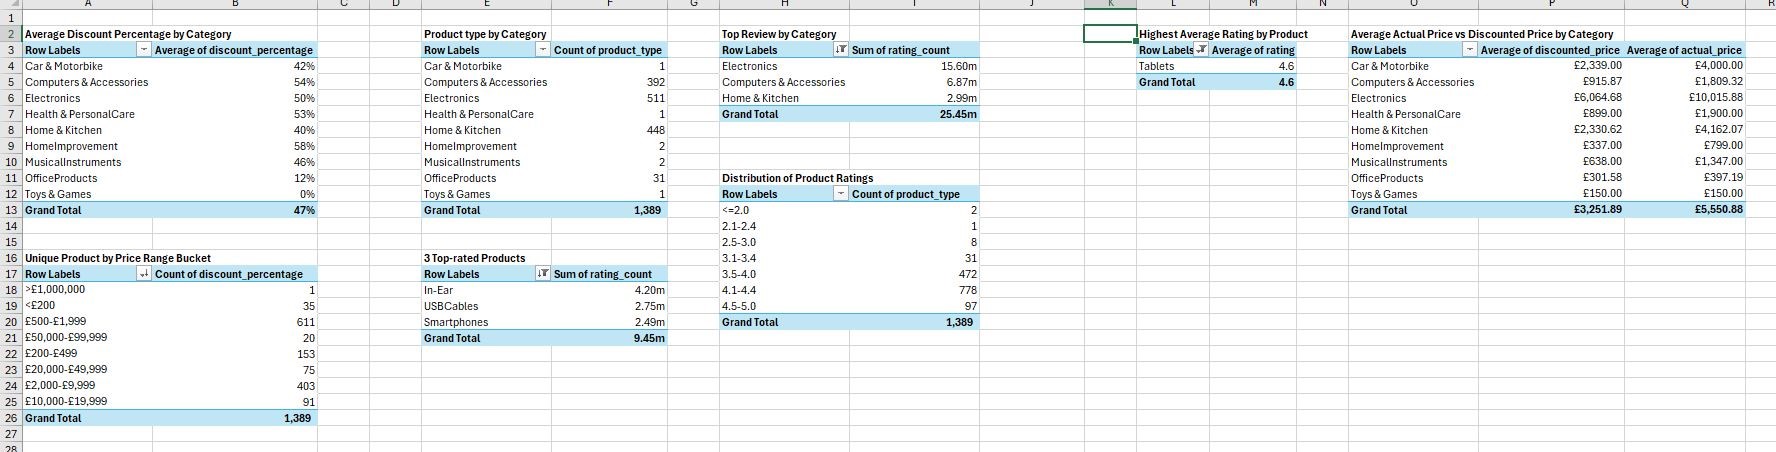 A B C D E F G H I J K L M N O P Q R
1
2 Average Discount Percentage by Category Product type by Category Top Review by Category Highest Average Rating by Product Average Actual Price vs Discounted Price by Category
3 Row Labels Average of discount_percentage Row Labels Count of product_type Row Labels Sum of rating_count Row Labels Average of rating Row Labels Average of discounted_price Average of actual_price
4 Car & Motorbike 42% Car & Motorbike 1 Electronics 15.60m Tablets 4.6 Car & Motorbike £2,339.00 £4,000.00
5 Computers & Accessories 54% Computers & Accessories 392 Computers & Accessories 6.87m Grand Total 4.6 Computers & Accessories £915.87 £1,809.32
6 Electronics 50% Electronics 511 Home & Kitchen 2.99m Electronics £6,064.68 £10,015.88
7 Health & PersonalCare 53% Health & PersonalCare 1 Grand Total 25.45m Health & PersonalCare £899.00 £1,900.00
8 Home & Kitchen 40% Home & Kitchen 448 Home & Kitchen £2,330.62 £4,162.07
9 HomeImprovement 58% HomeImprovement 2 HomeImprovement £337.00 £799.00
10 MusicalInstruments 46% MusicalInstruments 2 MusicalInstruments £638.00 £1,347.00
11 OfficeProducts 12% OfficeProducts 31 Distribution of Product Ratings OfficeProducts £301.58 £397.19
12 Toys & Games 0% Toys & Games 1 Row Labels Count of product_type Toys & Games £150.00 £150.00
13 Grand Total 47% Grand Total 1,389 <=2.0 2 Grand Total £3,251.89 £5,550.88
14 2.1-2.4 1
15 2.5-3.0 8
16 Unique Product by Price Range Bucket 3 Top-rated Products 3.1-3.4 31
17 Row Labels Count of discount_percentage Row Labels Sum of rating_count 3.5-4.0 472
18 >£1,000,000 1 In-Ear 4.20m 4.1-4.4 778
19 <£200 35 USBCables 2.75m 4.5-5.0 97
20 £500-£1,999 611 Smartphones 2.49m Grand Total 1,389
21 £50,000-£99,999 20 Grand Total 9.45m
22 £200-£499 153
23 £20,000-£49,999 75
24 £2,000-£9,999 403
25 £10,000-£19,999 91
26 Grand Total 1,389
27
28